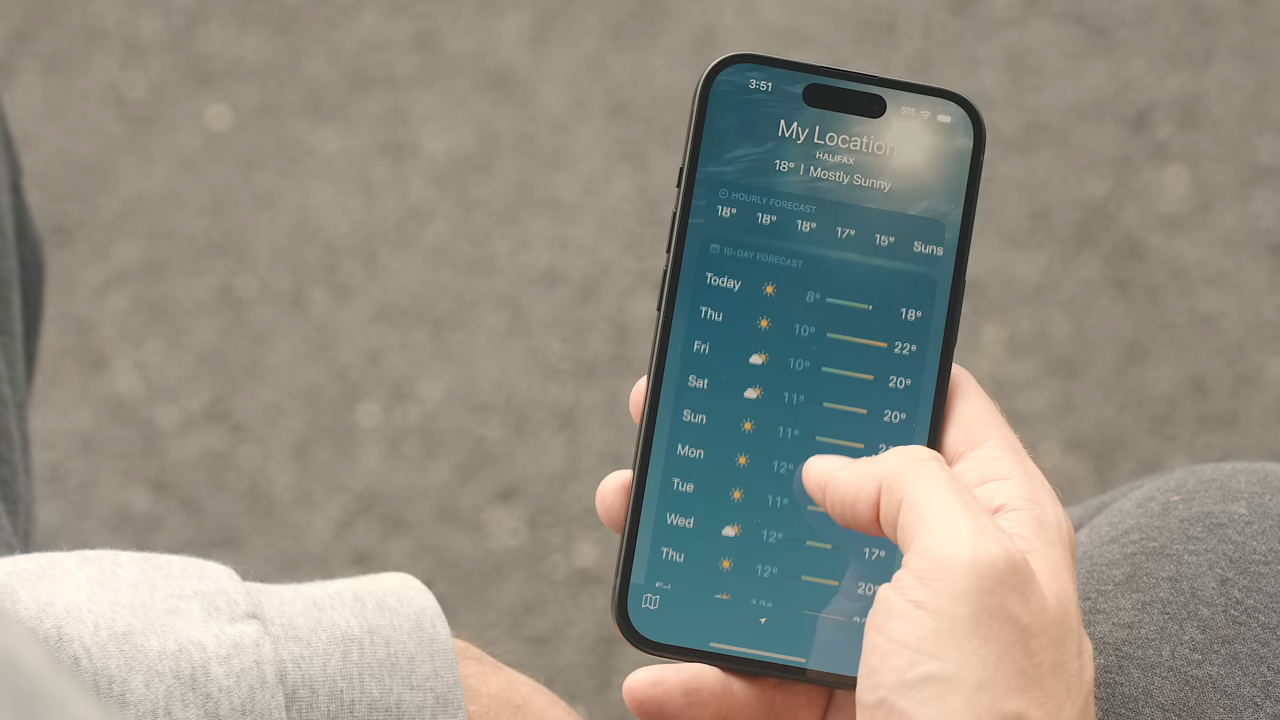 3:51
SOS
My Location
HALIFAX
18° | Mostly Sunny
HOURLY FORECAST
18° 18° 18° 17° 15° Suns
10-DAY FORECAST
Today 8° 18°
Thu 10° 22°
Fri 10° 20°
Sat 11° 20°
Sun 11°
Mon 12°
Tue 11°
Wed 12° 17°
Thu 12° 20°